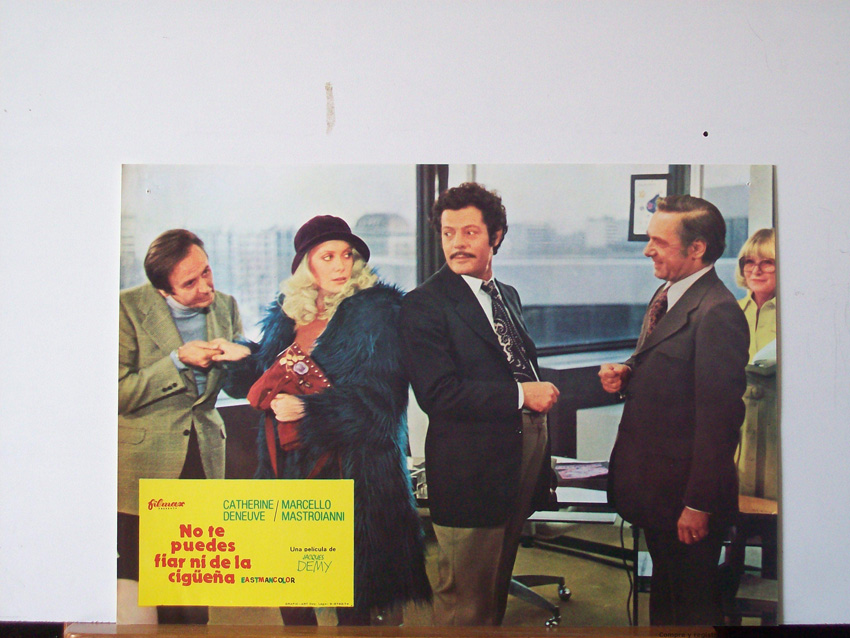 filmax
CATHERINE / MARCELLO
DENEUVE / MASTROIANNI
No te
puedes
fiar ni de la
cigüeña
EASTMANCOLOR
Una película de
JACQUES
DEMY